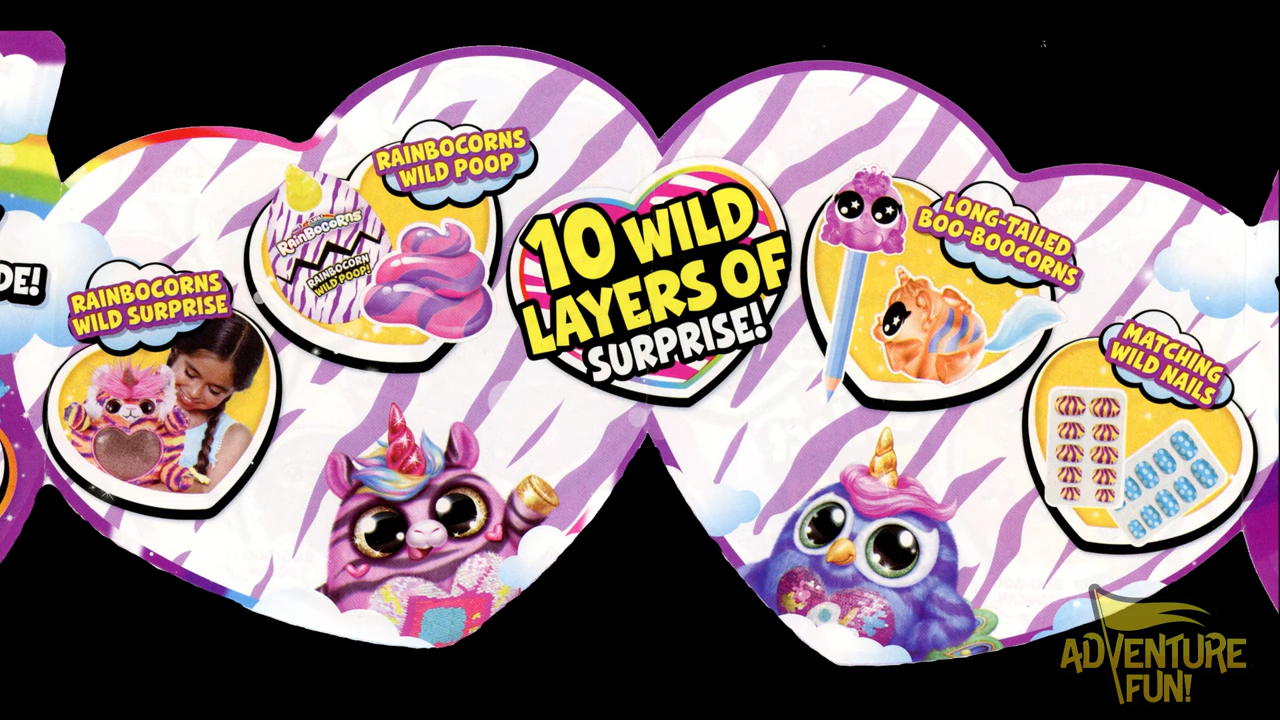 DE!
RAINBOCORNS
WILD SURPRISE
RAINBOCORNS
WILD POOP
RAINBOCORNS
RAINBOCORN
WILD POOP!
10 WILD
LAYERS OF
SURPRISE!
LONG-TAILED
BOO-BOOCORNS
MATCHING
WILD NAILS
ADVENTURE
FUN!